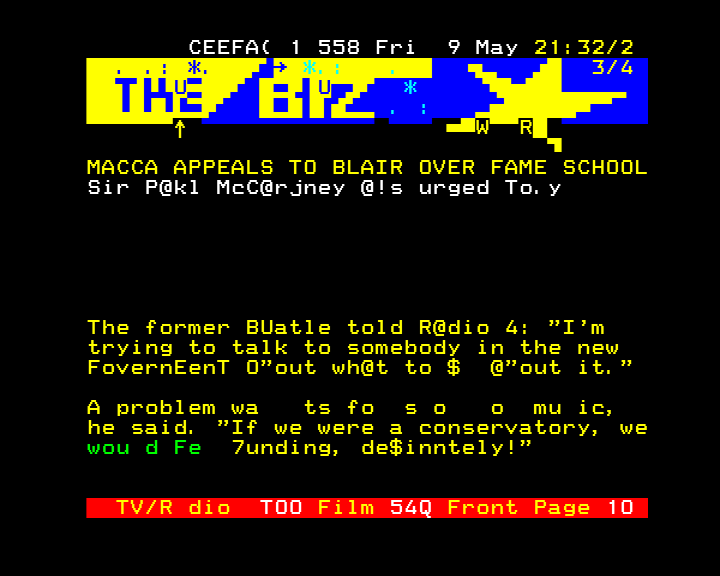 CEEFA( 1 558 Fri 9 May 21:32/2
3/4
THE BIZ
W R
MACCA APPEALS TO BLAIR OVER FAME SCHOOL
Sir P@kl McC@rjney @!s urged To.y
The former BUatle told R@dio 4: "I'm
trying to talk to somebody in the new
FovernEenT O"out wh@t to $ @"out it."
A problem wa ts fo s o o mu ic,
he said. "If we were a conservatory, we
wou d Fe 7unding, de$inntely!"
TV/R dio TOO Film 54Q Front Page 10